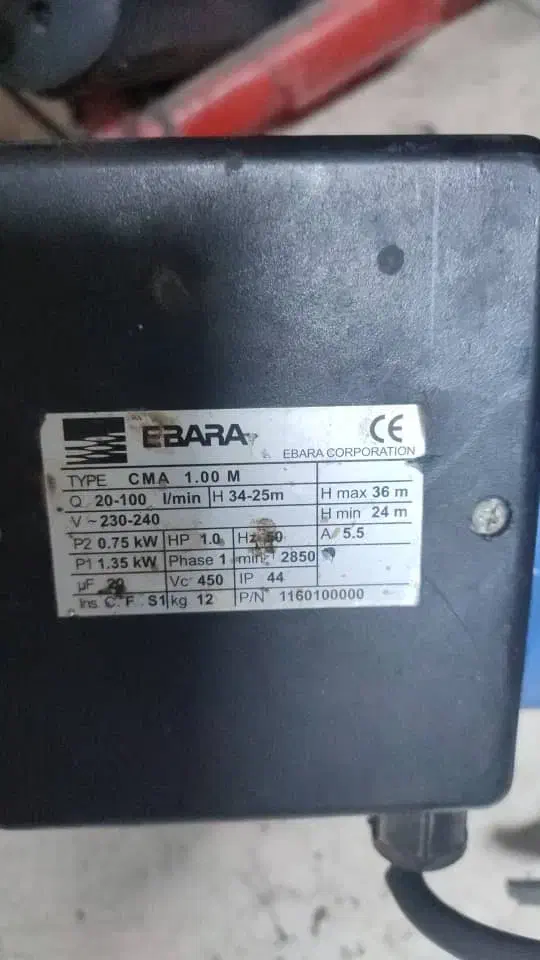 EBARA
CE
EBARA CORPORATION
TYPE CMA 1.00 M
Q 20-100 l/min H 34-25m H max 36 m
V ~230-240 H min 24 m
P2 0.75 kW HP 1.0 Hz 50 A 5.5
P1 1.35 kW Phase 1 min⁻¹ 2850
µF 20 Vc 450 IP 44
Ins. C. F S1 kg 12 P/N 1160100000